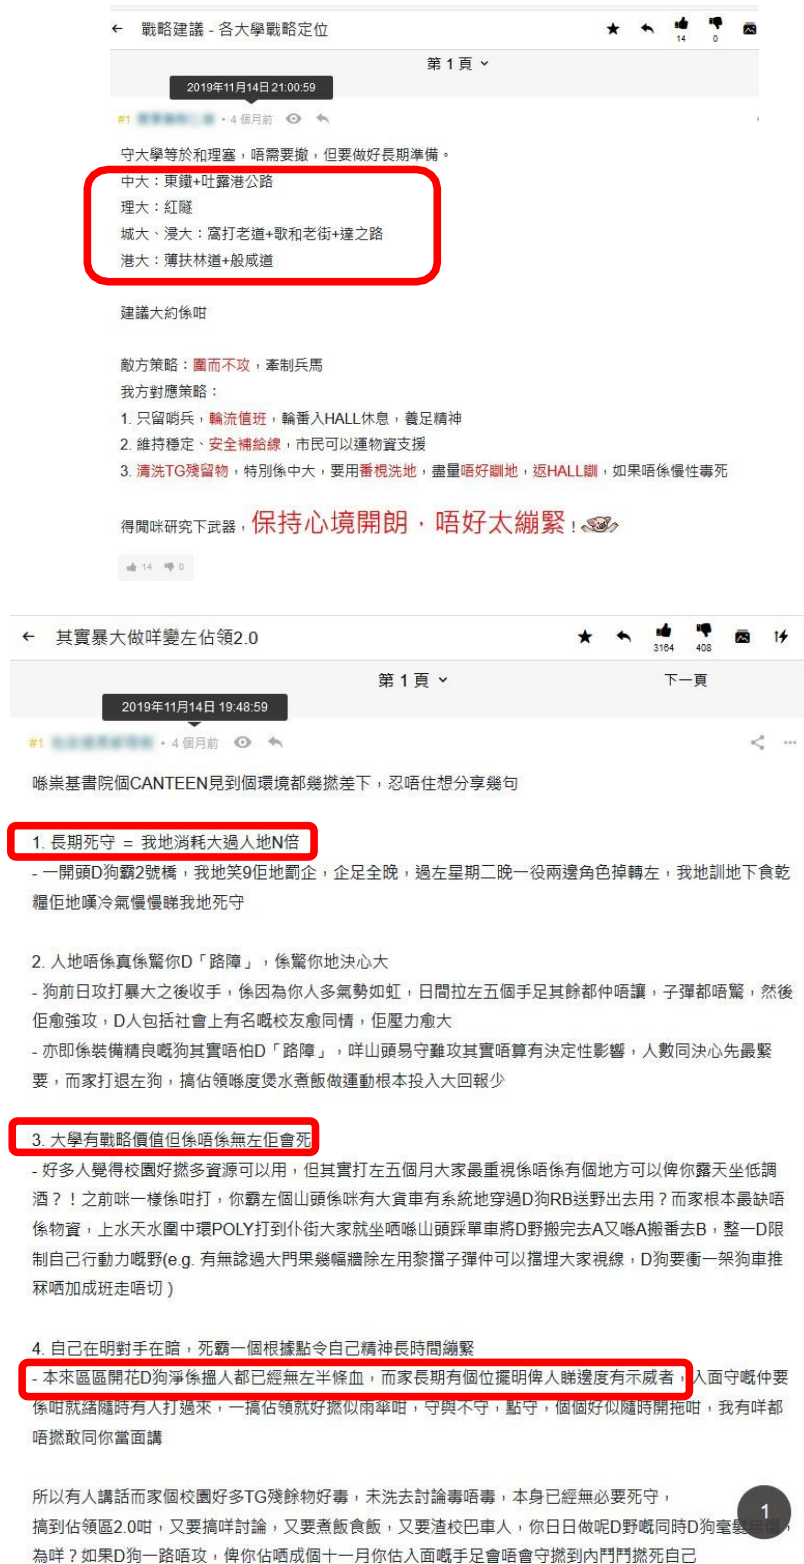 ← 戰略建議 - 各大學戰略定位 14 0
第 1 頁
2019年11月14日 21:00:59
#1 • 4 個月前
守大學等於和理塞，唔需要撤，但要做好長期準備。
中大：東鐵+吐露港公路
理大：紅隧
城大、浸大：窩打老道+歌和老街+達之路
港大：薄扶林道+般咸道
建議大約係咁
敵方策略：圍而不攻，牽制兵馬
我方對應策略：
1. 只留哨兵，輪流值班，輪番入HALL休息，養足精神
2. 維持穩定、安全補給線，市民可以運物資支援
3. 清洗TG殘留物，特別係中大，要用番梘洗地，盡量唔好瞓地，返HALL瞓，如果唔係慢性毒死
得閒咪研究下武器，保持心境開朗，唔好太繃緊！
14 0
← 其實暴大做咩變左佔領2.0 3164 408
第 1 頁 下一頁
2019年11月14日 19:48:59
#1 • 4 個月前
喺祟基書院個CANTEEN見到個環境都幾撚差下，忍唔住想分享幾句
1. 長期死守 = 我地消耗大過人地N倍
- 一開頭D狗霸2號橋，我地笑9佢地罰企，企足全晚，過左星期二晚一役兩邊角色掉轉左，我地訓地下食乾
糧佢地嘆冷氣慢慢睇我地死守
2. 人地唔係真係驚你D「路障」，係驚你地決心大
- 狗前日攻打暴大之後收手，係因為你人多氣勢如虹，日間拉左五個手足其餘都仲唔讓，子彈都唔驚，然後
佢愈強攻，D人包括社會上有名嘅校友愈同情，佢壓力愈大
- 亦即係裝備精良嘅狗其實唔怕D「路障」，咩山頭易守難攻其實唔算有決定性影響，人數同決心先最緊
要，而家打退左狗，搞佔領喺度煲水煮飯做運動根本投入大回報少
3. 大學有戰略價值但係唔係無左佢會死
- 好多人覺得校園好撚多資源可以用，但其實打左五個月大家最重視係唔係有個地方可以俾你露天坐低調
酒？！之前咪一樣係咁打，你霸左個山頭係咪有大貨車有系統地穿過D狗RB送野出去用？而家根本最缺唔
係物資，上水天水圍中環POLY打到仆街大家就坐哂喺山頭踩單車將D野搬完去A又喺A搬番去B，整一D限
制自己行動力嘅野(e.g. 有無諗過大門果幾幅牆除左用黎擋子彈仲可以擋埋大家視線，D狗要衝一架狗車推
冧哂加成班走唔切 )
4. 自己在明對手在暗，死霸一個根據點令自己精神長時間繃緊
- 本來區區開花D狗淨係搵人都已經無左半條血，而家長期有個位擺明俾人睇邊度有示威者，入面守嘅仲要
係咁就緒隨時有人打過來，一搞佔領就好撚似雨傘咁，守與不守，點守，個個好似隨時開拖咁，我有咩都
唔撚敢同你當面講
所以有人講話而家個校園好多TG殘餘物好毒，未洗去討論毒唔毒，本身已經無必要死守，
搞到佔領區2.0咁，又要搞咩討論，又要煮飯食飯，又要渣校巴車人，你日日做呢D野嘅同時D狗毫髮無傷，
為咩？如果D狗一路唔攻，俾你佔哂成個十一月你估入面嘅手足會唔會守撚到內鬥鬥撚死自己
1